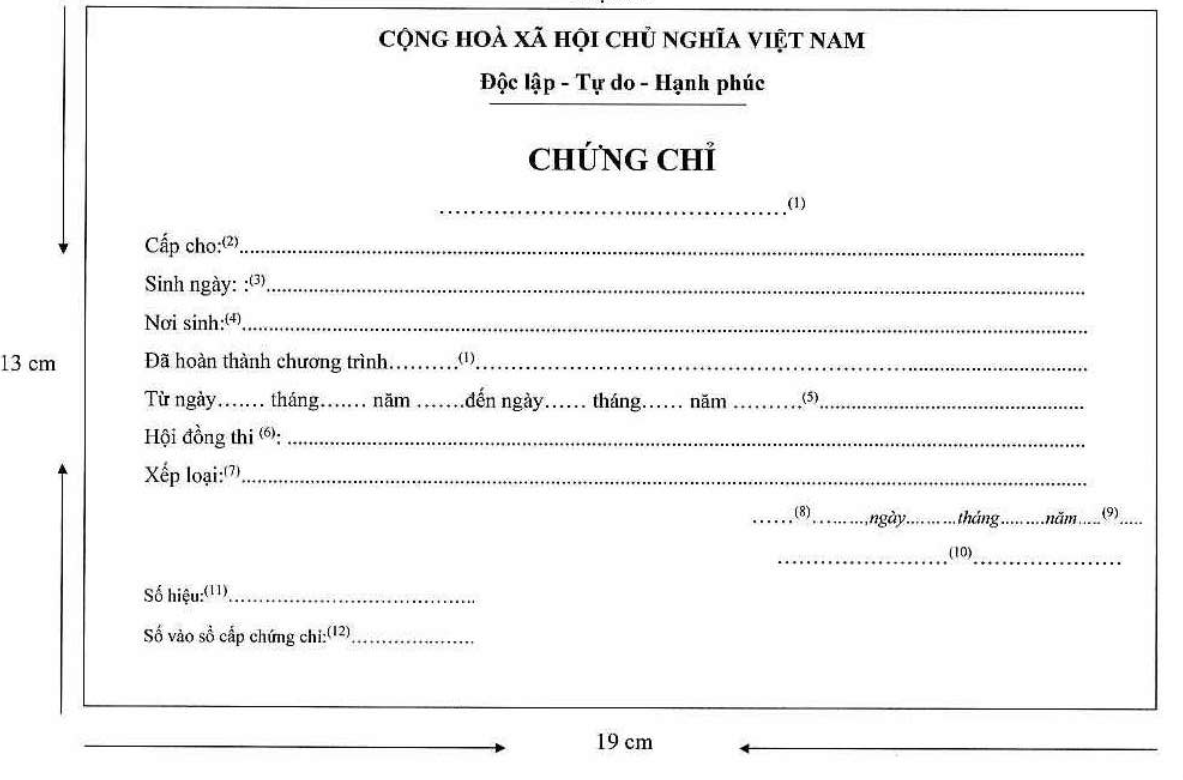 CỘNG HOÀ XÃ HỘI CHỦ NGHĨA VIỆT NAM
Độc lập - Tự do - Hạnh phúc
CHỨNG CHỈ
..........................................(1)
Cấp cho:(2)..........................................
Sinh ngày: :(3)..........................................
Nơi sinh:(4)..........................................
Đã hoàn thành chương trình..........(1)..........................................
Từ ngày....... tháng....... năm .......đến ngày...... tháng...... năm ..........(5)..........................................
Hội đồng thi (6): ..........................................
Xếp loại:(7)..........................................
......(8)........,ngày.........tháng.........năm.....(9).....
......................(10)......................
Số hiệu:(11)..........................................
Số vào sổ cấp chứng chỉ:(12)....................
13 cm
19 cm